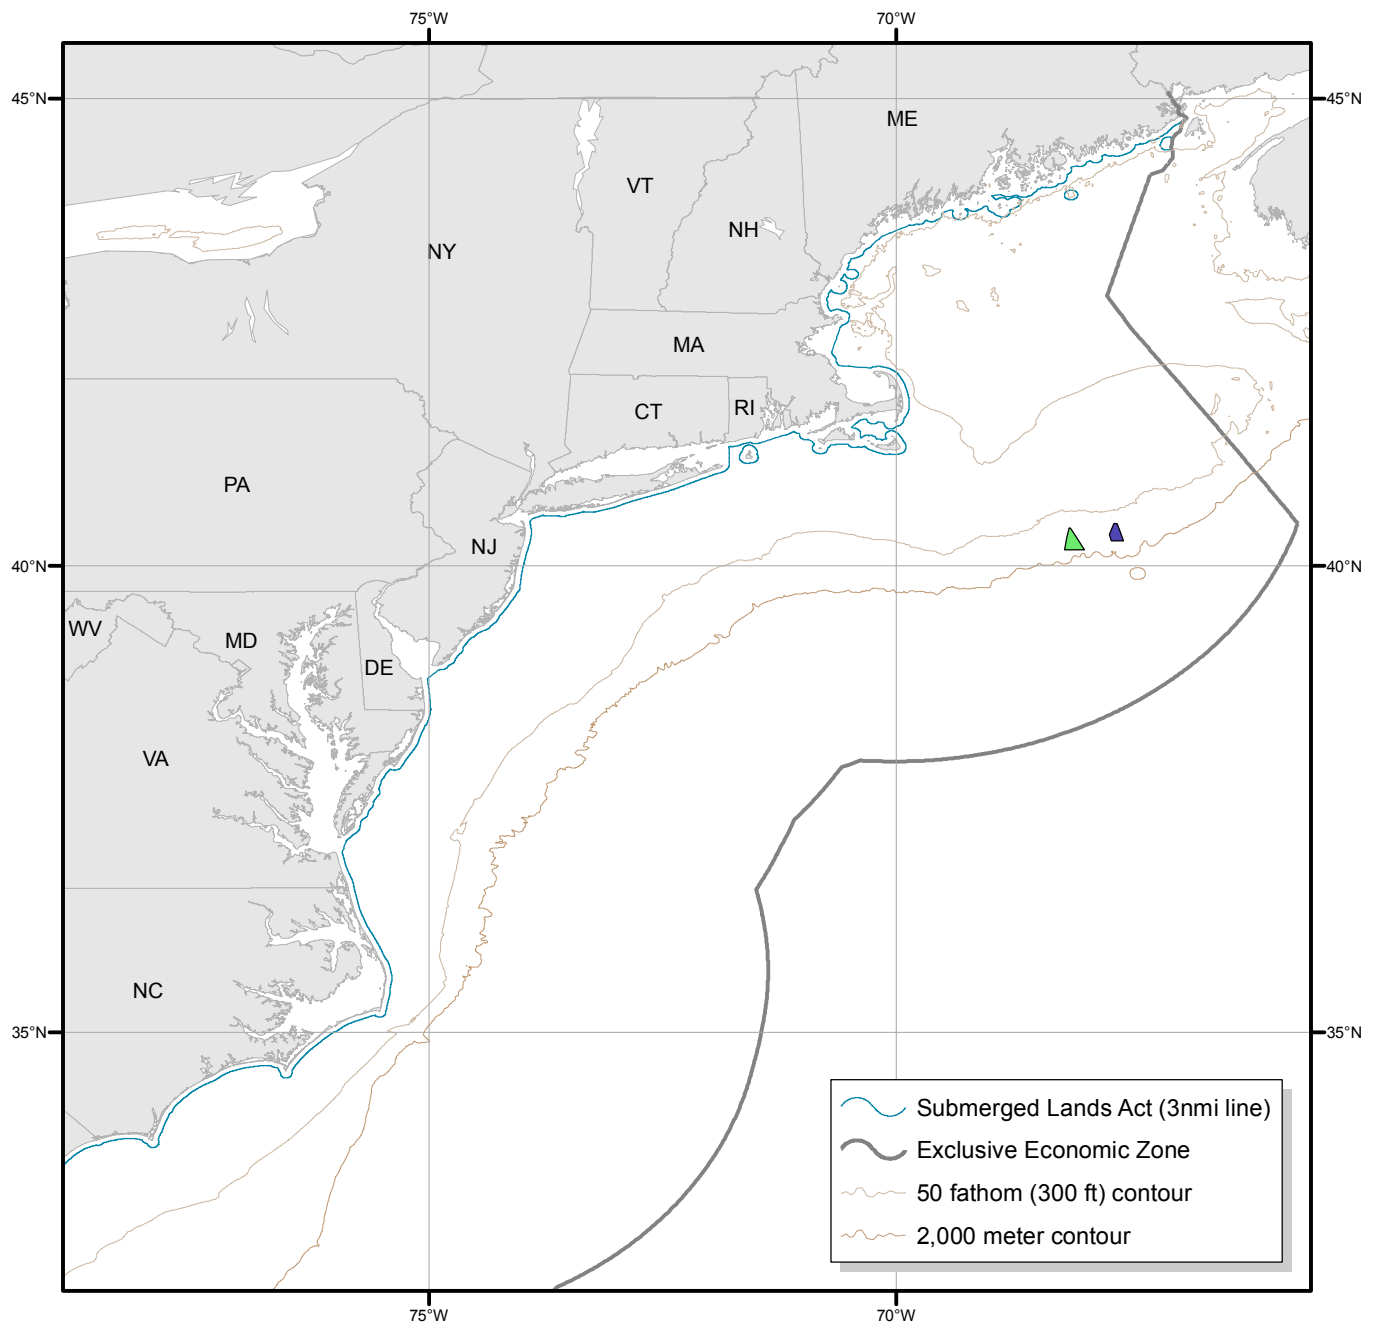 75°W 70°W
45°N 45°N
ME
VT
NH
NY
MA
CT RI
PA
NJ
40°N 40°N
WV
MD
DE
VA
NC
35°N 35°N
Submerged Lands Act (3nmi line)
Exclusive Economic Zone
50 fathom (300 ft) contour
2,000 meter contour
75°W 70°W